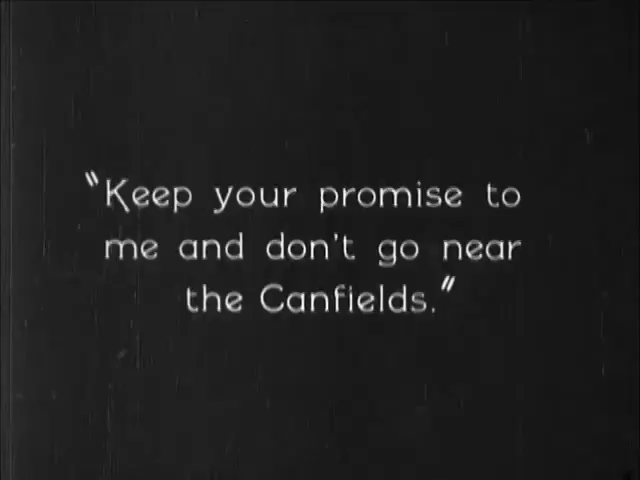 "Keep your promise to
me and don't go near
the Canfields."